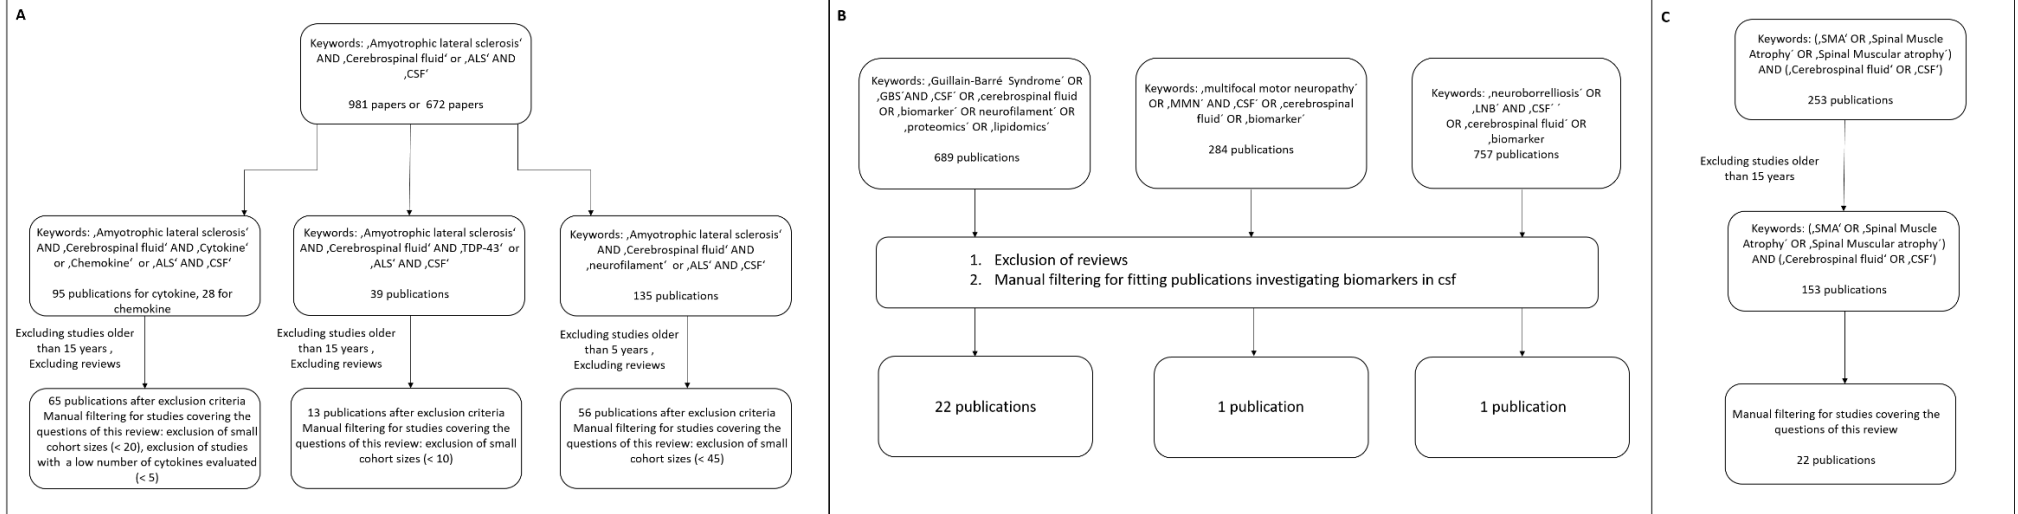 A
Keywords: ‚Amyotrophic lateral sclerosis‘
AND ‚Cerebrospinal fluid‘ or ‚ALS‘ AND
‚CSF‘
981 papers or  672 papers
Keywords: ‚Amyotrophic lateral sclerosis‘
AND ‚Cerebrospinal fluid‘ AND ‚Cytokine‘
or ‚Chemokine‘  or ‚ALS‘ AND ‚CSF‘
95 publications for cytokine, 28 for
chemokine
Keywords: ‚Amyotrophic lateral sclerosis‘
AND ‚Cerebrospinal fluid‘ AND ‚TDP-43‘  or
‚ALS‘ AND ‚CSF‘
39 publications
Keywords: ‚Amyotrophic lateral sclerosis‘
AND ‚Cerebrospinal fluid‘ AND
‚neurofilament‘  or ‚ALS‘ AND ‚CSF‘
135 publications
Excluding studies older
than 15 years ,
Excluding reviews
Excluding studies older
than 15 years ,
Excluding reviews
Excluding studies older
than 5 years ,
Excluding reviews
65 publications after exclusion criteria
Manual filtering for studies covering the
questions of this review: exclusion of small
cohort sizes (< 20), exclusion of studies
with  a low number of cytokines evaluated
(< 5)
13 publications after exclusion criteria
Manual filtering for studies covering the
questions of this review: exclusion of small
cohort sizes (< 10)
56 publications after exclusion criteria
Manual filtering for studies covering the
questions of this review: exclusion of small
cohort sizes (< 45)
B
Keywords: ‚Guillain-Barré  Syndrome´ OR
‚GBS´AND ‚CSF´ OR ‚cerebrospinal fluid
OR ‚biomarker´ OR neurofilament´ OR
‚proteomics´ OR ‚lipidomics´
689 publications
Keywords: ‚multifocal motor neuropathy´
OR ‚MMN´ AND ‚CSF´ OR ‚cerebrospinal
fluid´ OR ‚biomarker´
284 publications
Keywords: ‚neuroborreliosis´ OR
‚LNB´ AND ‚CSF´ ´
OR ‚cerebrospinal fluid´ OR
‚biomarker
757 publications
1. Exclusion of reviews
2. Manual filtering for fitting publications investigating biomarkers in csf
22 publications
1 publication
1 publication
C
Keywords: (‚SMA‘ OR ‚Spinal Muscle
Atrophy´ OR ‚Spinal Muscular atrophy´)
AND (‚Cerebrospinal fluid‘ OR ‚CSF‘)
253 publications
Excluding studies older
than 15 years
Keywords: (‚SMA‘ OR ‚Spinal Muscle
Atrophy´ OR ‚Spinal Muscular atrophy´)
AND (‚Cerebrospinal fluid‘ OR ‚CSF‘)
153 publications
Manual filtering for studies covering the
questions of this review
22 publications